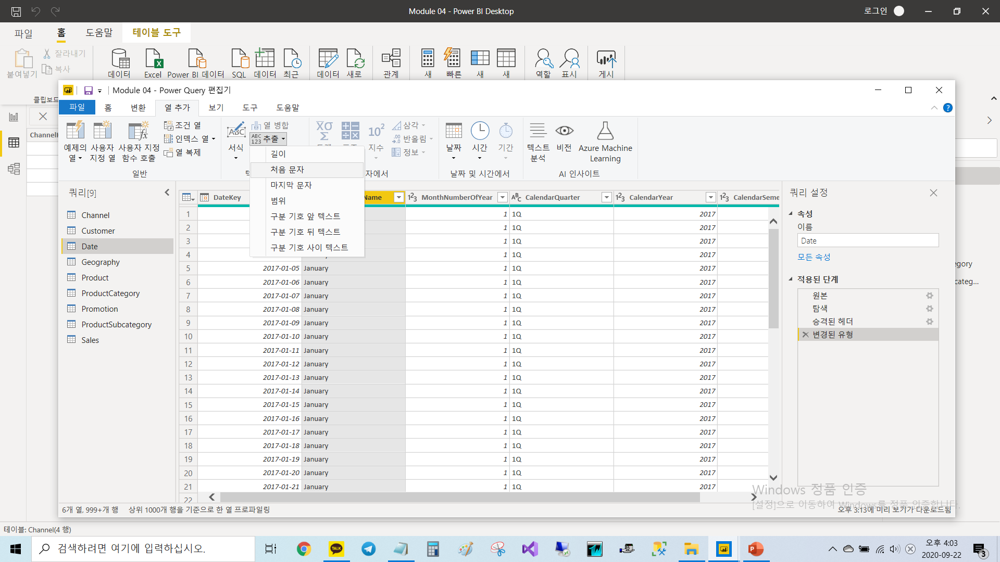 Module 04 - Power BI Desktop
로그인
파일
홈
도움말
테이블 도구
붙여넣기
잘라내기
복사
데이터
Excel
Power BI 데이터
SQL
데이터
최근
데이터
새로
관계
새
빠른
새
새
역할
표시
게시
클립보드
Module 04 - Power Query 편집기
파일
홈
변환
열 추가
보기
도구
도움말
예제의
열
사용자
지정 열
사용자 지정
함수 호출
조건 열
인덱스 열
열 복제
일반
ABC
서식
열 병합
ABC
123 추출
지수
삼각
반올림
정보
자에서
날짜
시간
기간
날짜 및 시간에서
텍스트
분석
비전
Azure Machine
Learning
AI 인사이트
길이
처음 문자
마지막 문자
범위
구분 기호 앞 텍스트
구분 기호 뒤 텍스트
구분 기호 사이 텍스트
쿼리[9]
Channel
Customer
Date
Geography
Product
ProductCategory
Promotion
ProductSubcategory
Sales
DateKey
Name
MonthNumberOfYear
CalendarQuarter
CalendarYear
CalendarSeme
1 1 1Q 2017
2 1 1Q 2017
3 1 1Q 2017
4 1 1Q 2017
5 2017-01-05 January 1 1Q 2017
6 2017-01-06 January 1 1Q 2017
7 2017-01-07 January 1 1Q 2017
8 2017-01-08 January 1 1Q 2017
9 2017-01-09 January 1 1Q 2017
10 2017-01-10 January 1 1Q 2017
11 2017-01-11 January 1 1Q 2017
12 2017-01-12 January 1 1Q 2017
13 2017-01-13 January 1 1Q 2017
14 2017-01-14 January 1 1Q 2017
15 2017-01-15 January 1 1Q 2017
16 2017-01-16 January 1 1Q 2017
17 2017-01-17 January 1 1Q 2017
18 2017-01-18 January 1 1Q 2017
19 2017-01-19 January 1 1Q 2017
20 2017-01-20 January 1 1Q 2017
21 2017-01-21 January 1 1Q 2017
22
쿼리 설정
속성
이름
Date
모든 속성
적용된 단계
원본
탐색
승격된 헤더
변경된 유형
Windows 정품 인증
[설정]으로 이동하여 Windows를 정품 인증합니다.
6개 열, 999+개 행
상위 1000개 행을 기준으로 한 열 프로파일링
오후 3:13에 미리 보기가 다운로드됨
테이블: Channel(4 행)
검색하려면 여기에 입력하십시오.
TALK
오후 4:03
2020-09-22
3